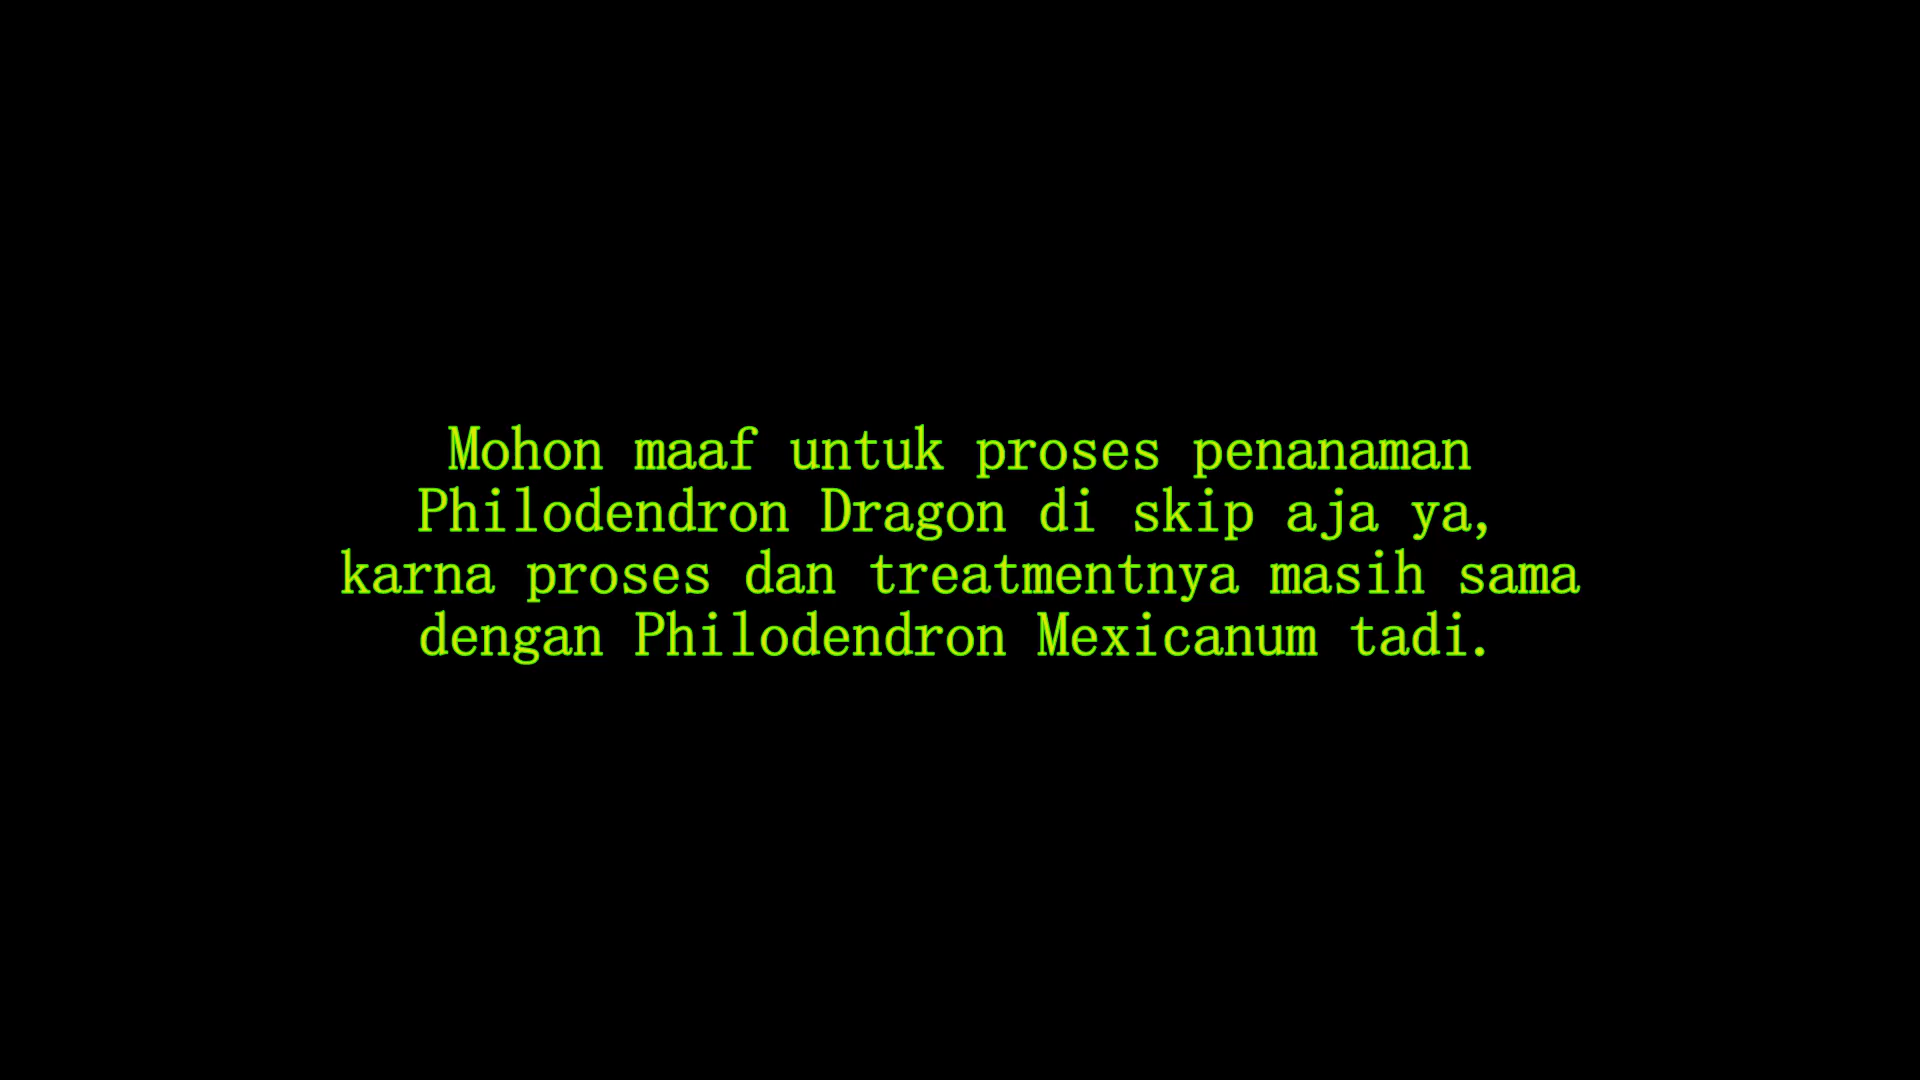 Mohon maaf untuk proses penanaman
Philodendron Dragon di skip aja ya,
karna proses dan treatmentnya masih sama
dengan Philodendron Mexicanum tadi.